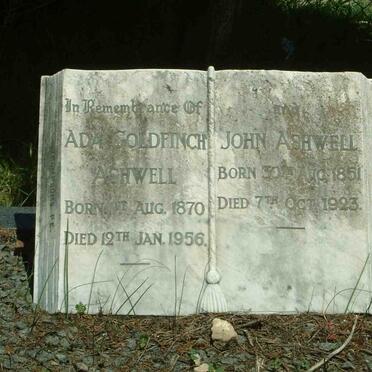 In Remembrance Of
ADA GOLDFINCH
ASHWELL
BORN 1ST AUG. 1870
DIED 12TH JAN. 1956.
JOHN ASHWELL
BORN 30TH AUG. 1851
DIED 7TH OCT. 1923.